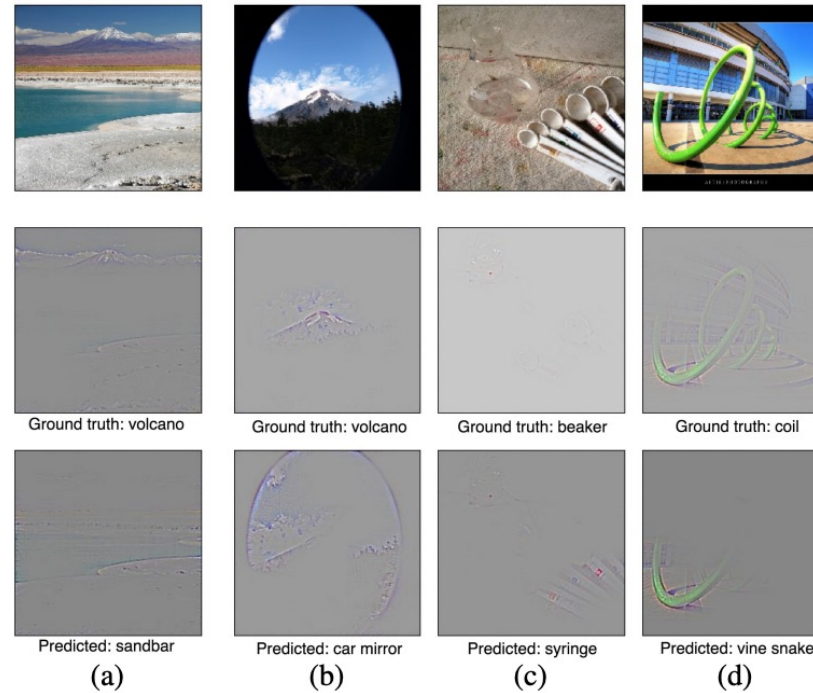 Ground truth: volcano
Ground truth: volcano
Ground truth: beaker
Ground truth: coil
Predicted: sandbar
Predicted: car mirror
Predicted: syringe
Predicted: vine snake
(a)
(b)
(c)
(d)